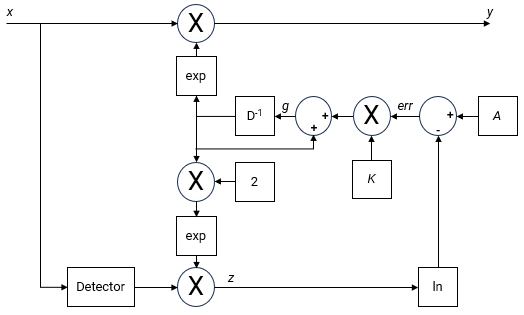 x
X
y
exp
D-1
g
+
+
X
err
+
-
A
X
2
K
exp
Detector
X
z
ln